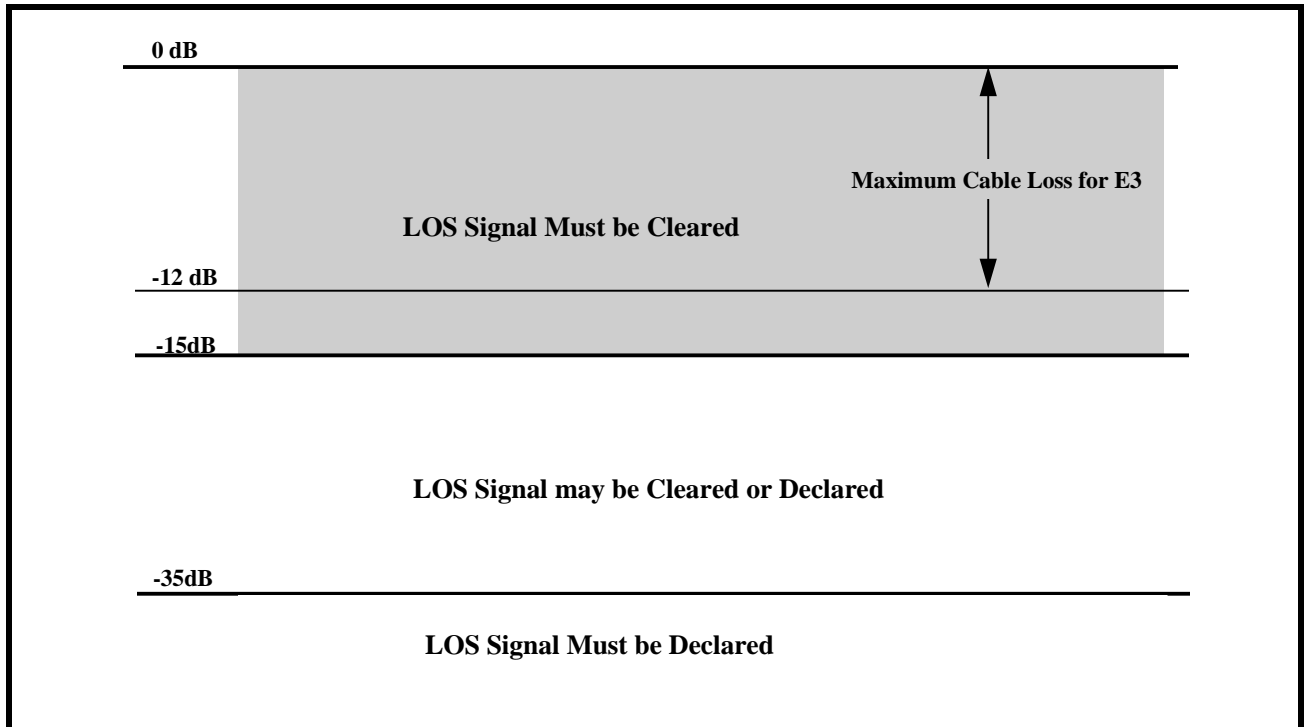 0 dB
Maximum Cable Loss for E3
LOS Signal Must be Cleared
-12 dB
-15dB
LOS Signal may be Cleared or Declared
-35dB
LOS Signal Must be Declared